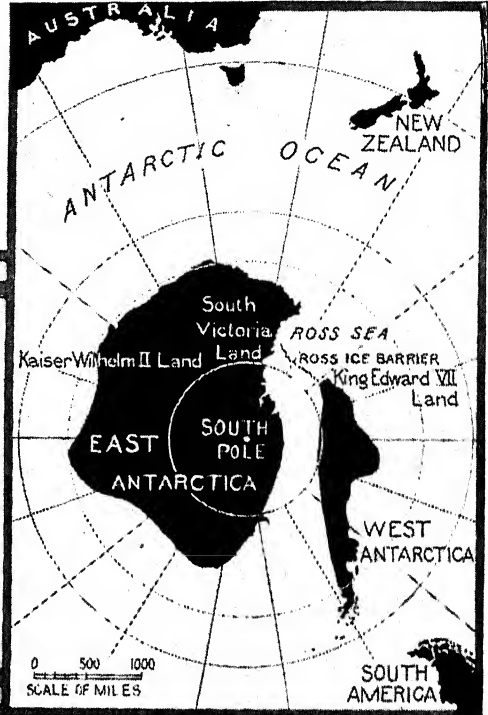 AUSTRALIA
NEW
ZEALAND
ANTARCTIC OCEAN
South
Victoria
Land
ROSS SEA
ROSS ICE BARRIER
Kaiser Wilhelm II Land
King Edward VII
Land
SOUTH
POLE
EAST
ANTARCTICA
WEST
ANTARCTICA
0 500 1000
SCALE OF MILES
SOUTH
AMERICA